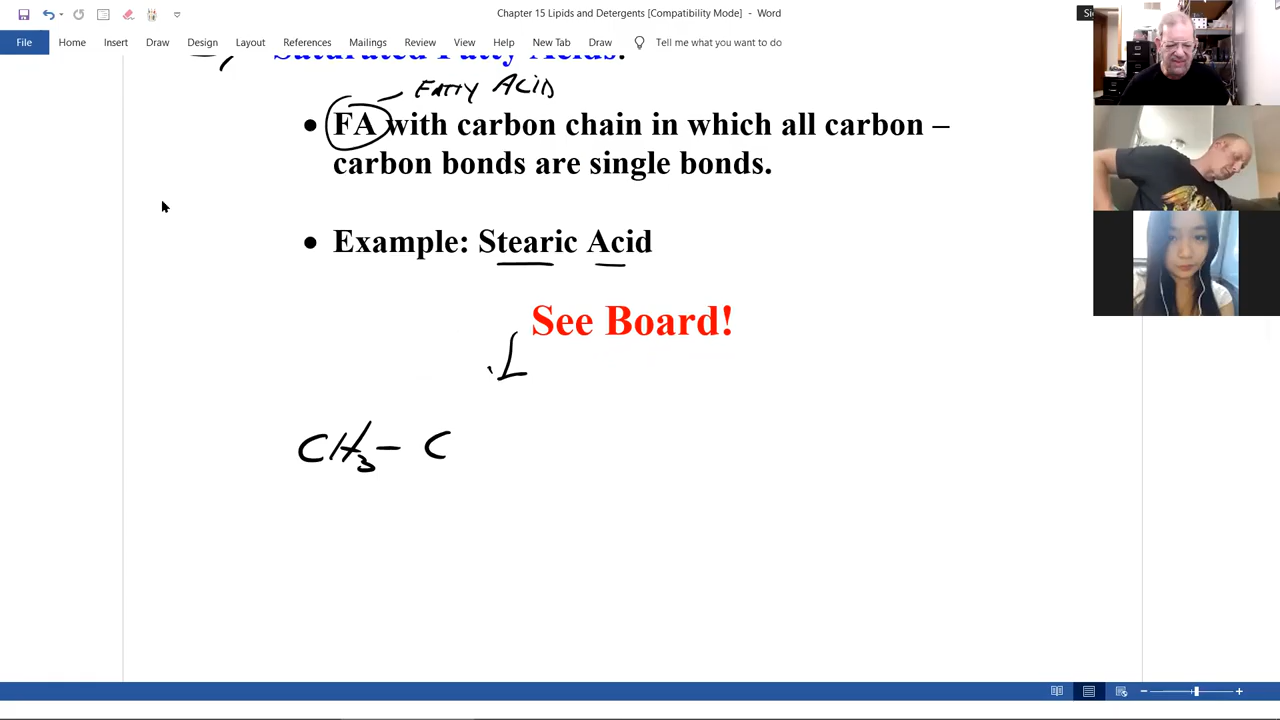 Chapter 15 Lipids and Detergents [Compatibility Mode] - Word
File Home Insert Draw Design Layout References Mailings Review View Help New Tab Draw Tell me what you want to do
Saturated Fatty Acids:
FATTY ACID
• FA with carbon chain in which all carbon –
carbon bonds are single bonds.
• Example: Stearic Acid
See Board!
CH3 - C